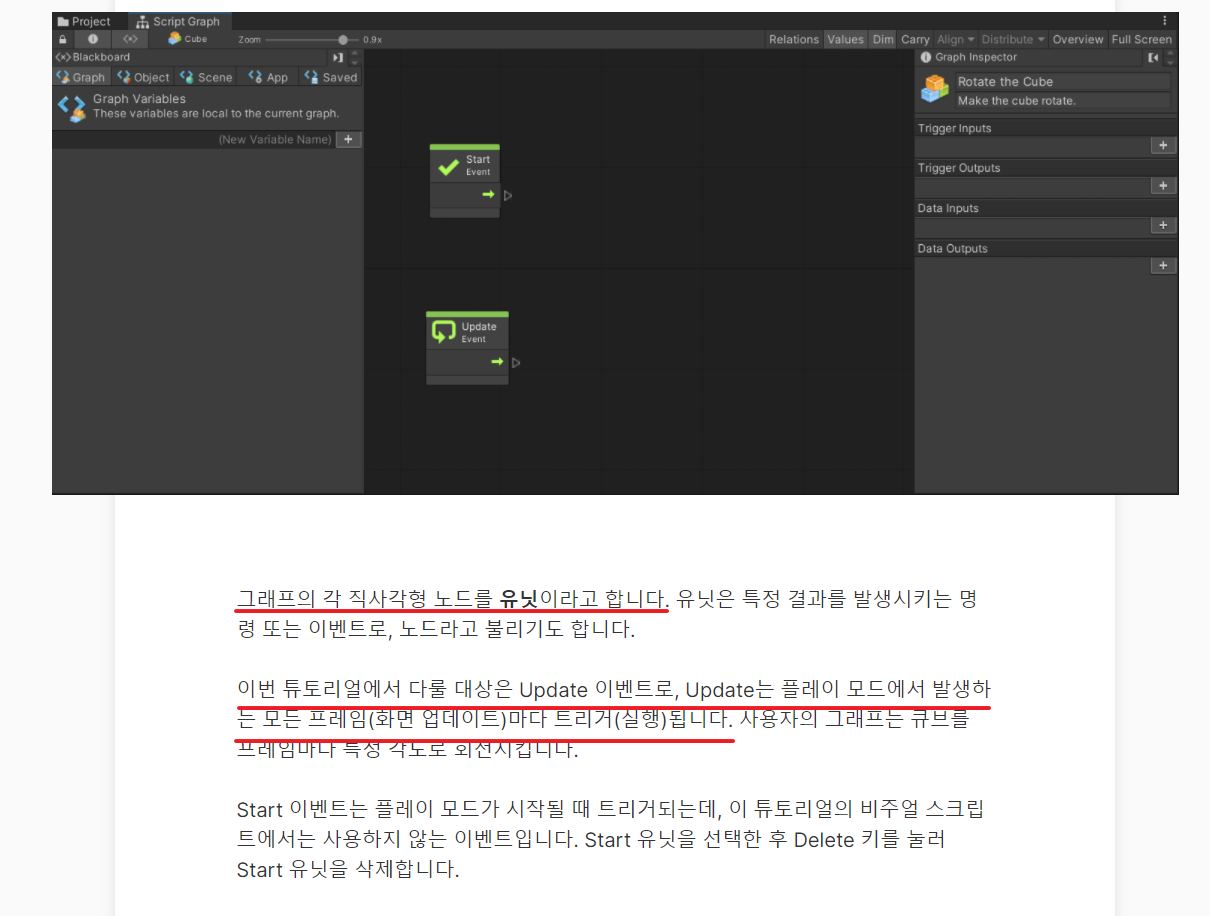 Project Script Graph
Cube Zoom 0.9x Relations Values Dim Carry Align Distribute Overview Full Screen
<×> Blackboard
Graph Object Scene App Saved
Graph Variables
These variables are local to the current graph.
(New Variable Name) +
Start
Event
Update
Event
Graph Inspector
Rotate the Cube
Make the cube rotate.
Trigger Inputs
+
Trigger Outputs
+
Data Inputs
+
Data Outputs
+
그래프의 각 직사각형 노드를 유닛이라고 합니다. 유닛은 특정 결과를 발생시키는 명
령 또는 이벤트로, 노드라고 불리기도 합니다.
이번 튜토리얼에서 다룰 대상은 Update 이벤트로, Update는 플레이 모드에서 발생하
는 모든 프레임(화면 업데이트)마다 트리거(실행)됩니다. 사용자의 그래프는 큐브를
프레임마다 특정 각도로 회전시킵니다.
Start 이벤트는 플레이 모드가 시작될 때 트리거되는데, 이 튜토리얼의 비주얼 스크립
트에서는 사용하지 않는 이벤트입니다. Start 유닛을 선택한 후 Delete 키를 눌러
Start 유닛을 삭제합니다.